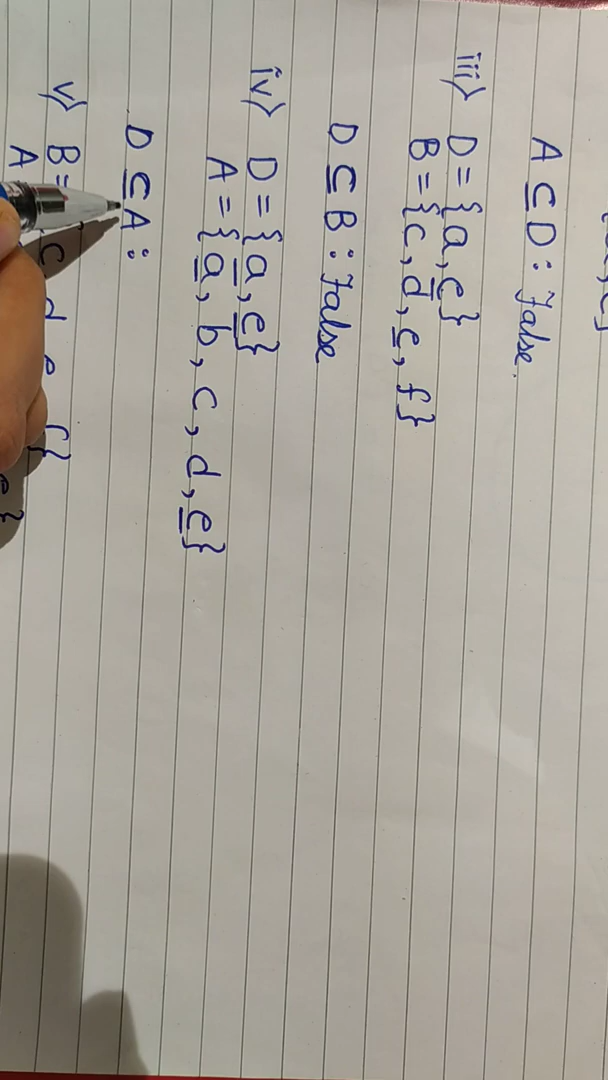 A ⊆ D : False.
iii) D = {a, e}
B = {c, d, e, f}
D ⊆ B : False
iv) D = {a, e}
A = {a, b, c, d, e}
D ⊆ A :
v) B = c d e f}
A e}